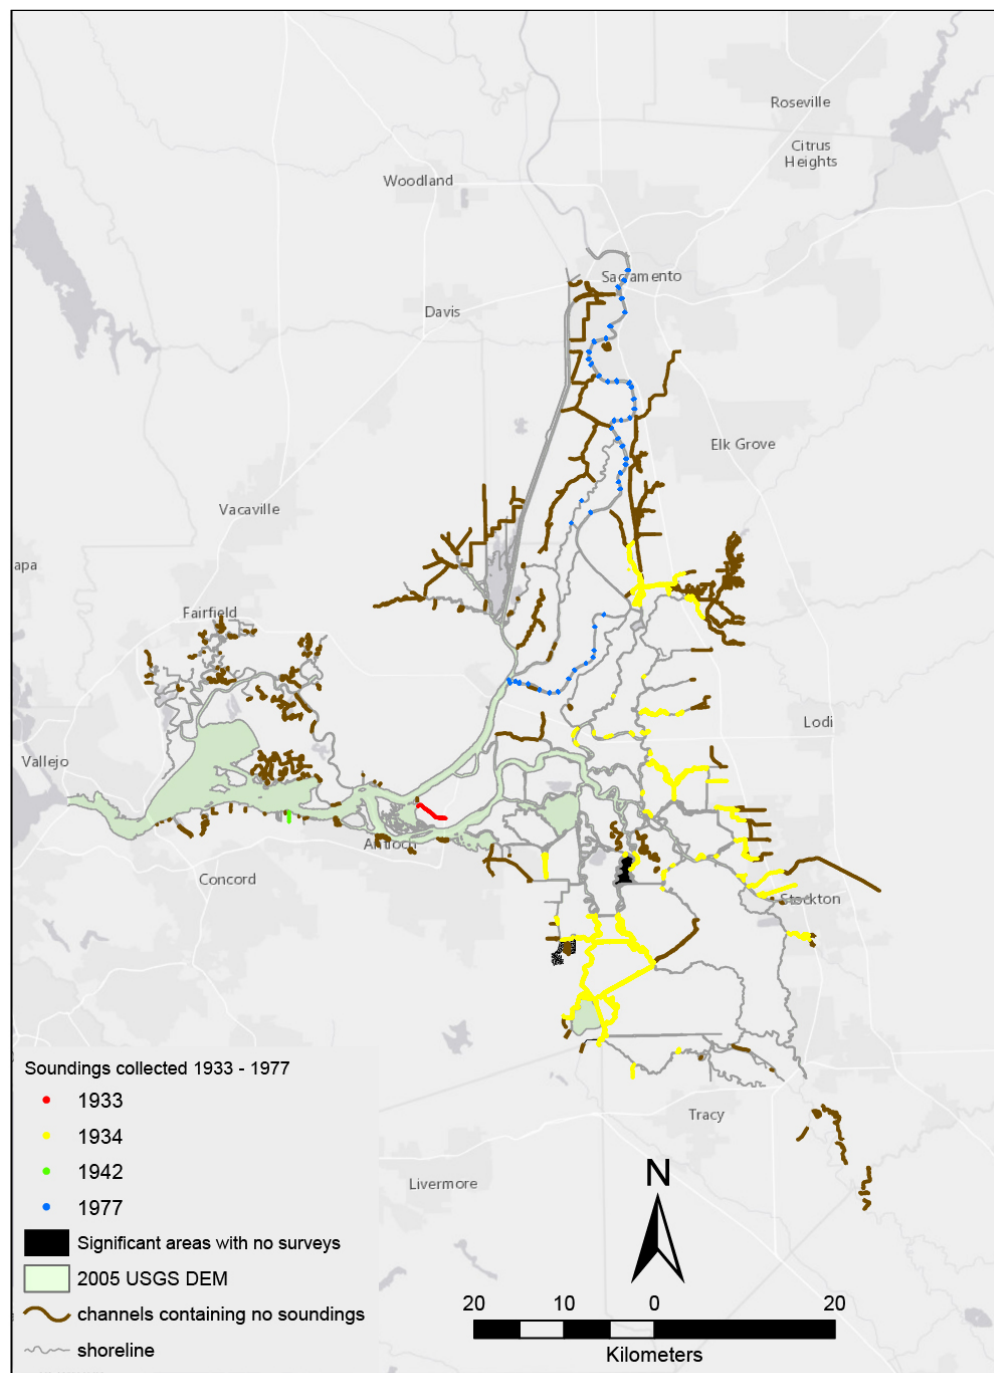 Roseville
Citrus
Heights
Woodland
Sacramento
Davis
Elk Grove
Vacaville
apa
Fairfield
Lodi
Vallejo
Antioch
Concord
Stockton
Soundings collected 1933 - 1977
1933
1934
1942
1977
Significant areas with no surveys
2005 USGS DEM
channels containing no soundings
shoreline
Tracy
Livermore
N
20 10 0 20
Kilometers